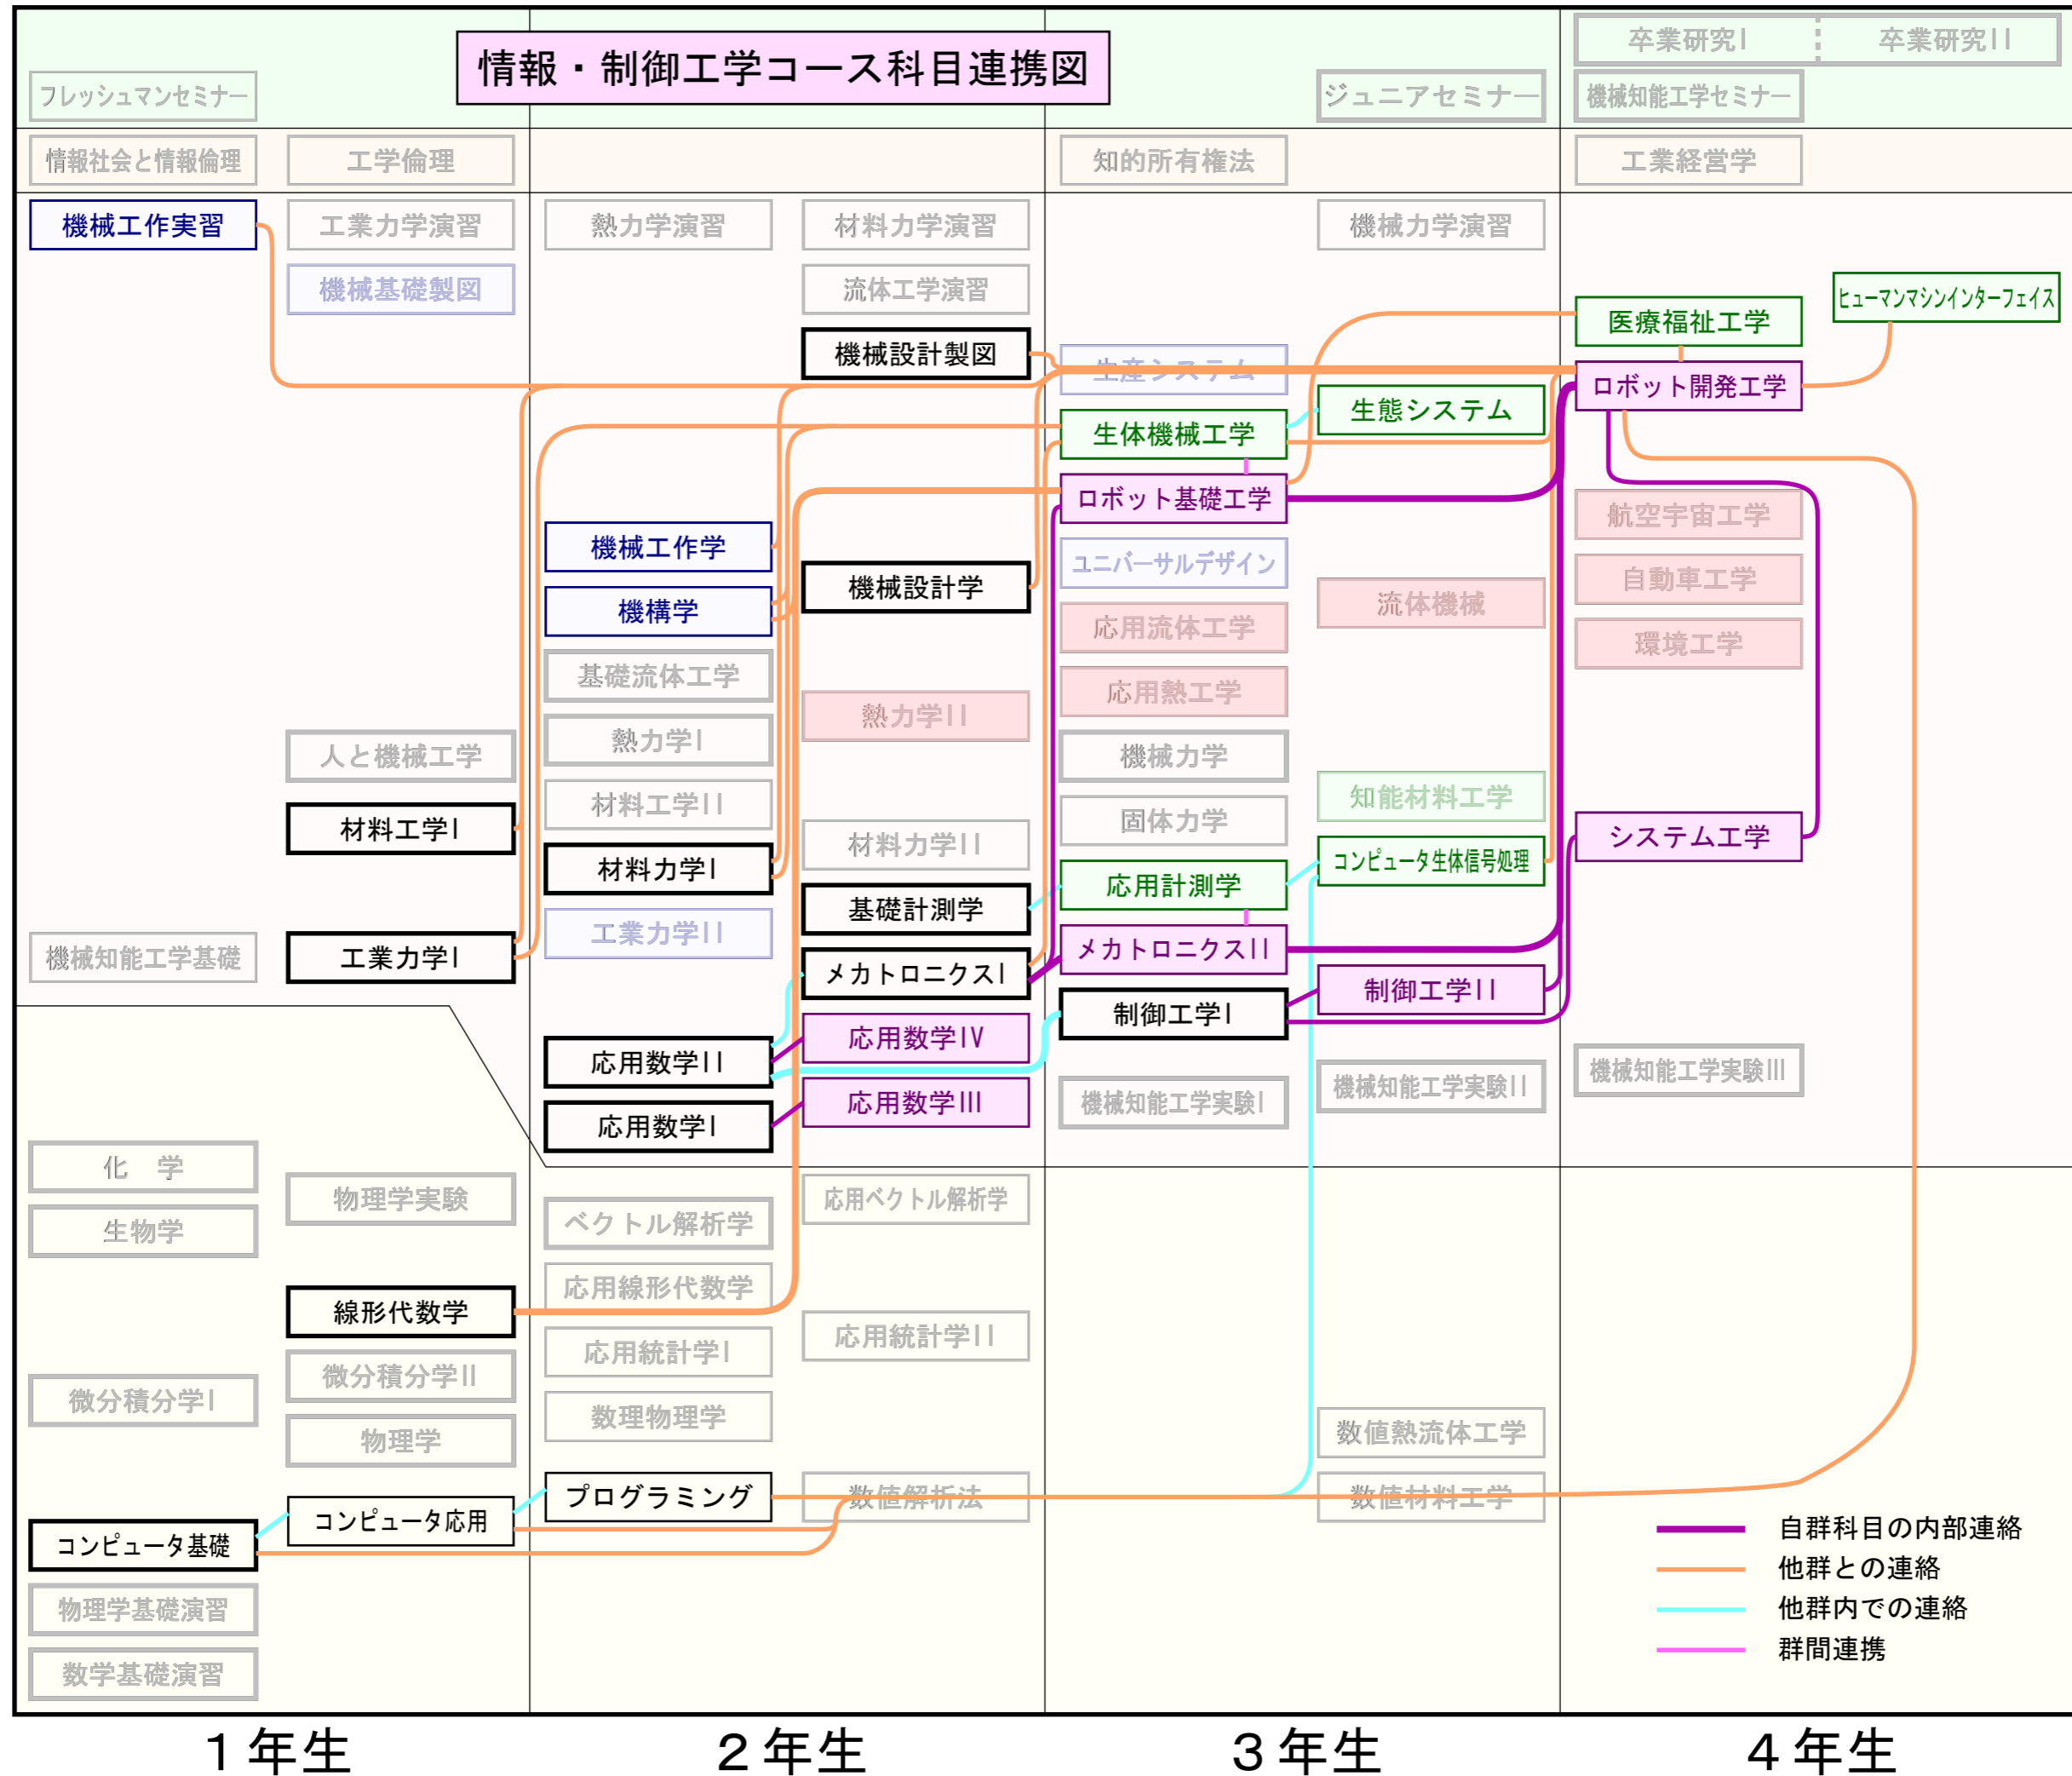 情報・制御工学コース科目連携図
卒業研究I
卒業研究II
フレッシュマンセミナー
ジュニアセミナー
機械知能工学セミナー
情報社会と情報倫理
工学倫理
知的所有権法
工業経営学
機械工作実習
工業力学演習
熱力学演習
材料力学演習
機械力学演習
機械基礎製図
流体工学演習
ヒューマンマシンインターフェイス
医療福祉工学
機械設計製図
生産システム
ロボット開発工学
生態システム
生体機械工学
ロボット基礎工学
航空宇宙工学
機械工作学
ユニバーサルデザイン
自動車工学
機械設計学
機構学
流体機械
応用流体工学
環境工学
基礎流体工学
応用熱工学
熱力学II
熱力学I
人と機械工学
機械力学
材料工学II
知能材料工学
固体力学
材料工学I
材料力学II
システム工学
材料力学I
コンピュータ生体信号処理
応用計測学
基礎計測学
工業力学II
メカトロニクスII
機械知能工学基礎
工業力学I
メカトロニクスI
制御工学II
制御工学I
応用数学IV
応用数学II
機械知能工学実験III
機械知能工学実験II
機械知能工学実験I
応用数学III
応用数学I
化　学
物理学実験
応用ベクトル解析学
生物学
ベクトル解析学
応用線形代数学
線形代数学
応用統計学II
応用統計学I
微分積分学II
微分積分学I
数理物理学
物理学
数値熱流体工学
プログラミング
数値解析法
数値材料工学
コンピュータ応用
コンピュータ基礎
自群科目の内部連絡
他群との連絡
他群内での連絡
群間連携
物理学基礎演習
数学基礎演習
１年生
２年生
３年生
４年生